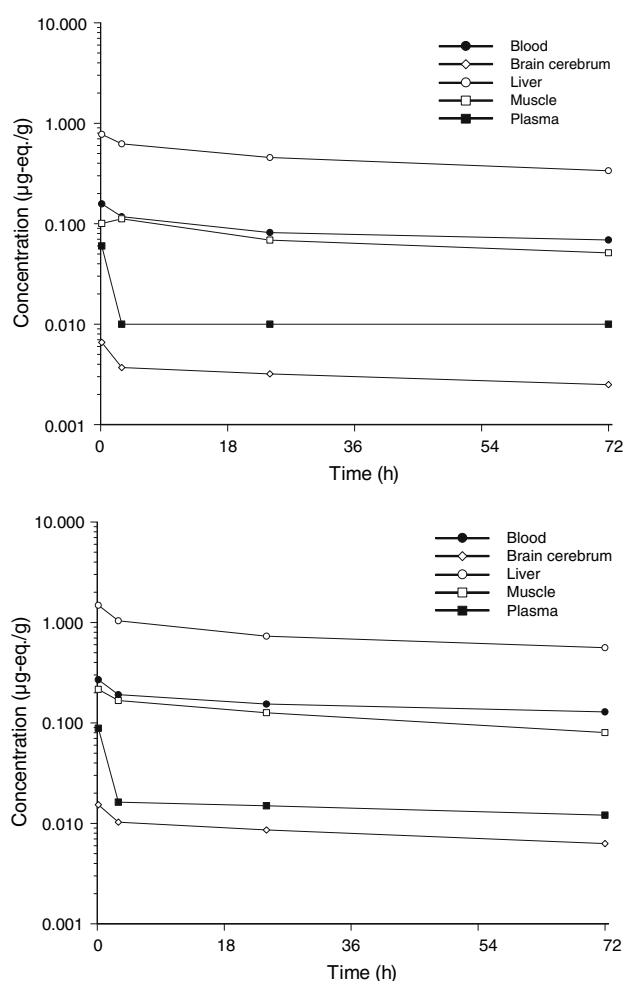 10.000
1.000
0.100
0.010
0.001
Concentration (µg-eq./g)
Blood
Brain cerebrum
Liver
Muscle
Plasma
0 18 36 54 72
Time (h)
10.000
1.000
0.100
0.010
0.001
Concentration (µg-eq./g)
Blood
Brain cerebrum
Liver
Muscle
Plasma
0 18 36 54 72
Time (h)